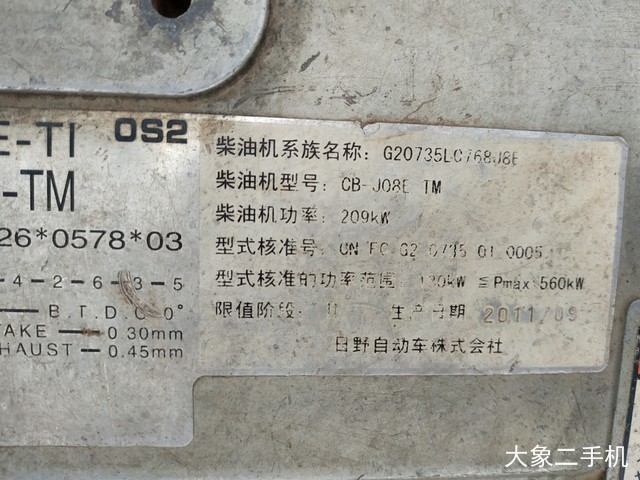 E-TI OS2
-TM
26*0578*03
-4-2-6-3-5
B.T.D.C 0°
TAKE — 0.30mm
HAUST — 0.45mm
柴油机系族名称: G20735LC768J8E
柴油机型号: CB-J08E TM
柴油机功率: 209kW
型式核准号: CN FC G2 0735 01 0005
型式核准的功率范围: 130kW ≦Pmax: 560kW
限值阶段: II 生产日期 2011/09
日野自动车株式会社
大象二手机